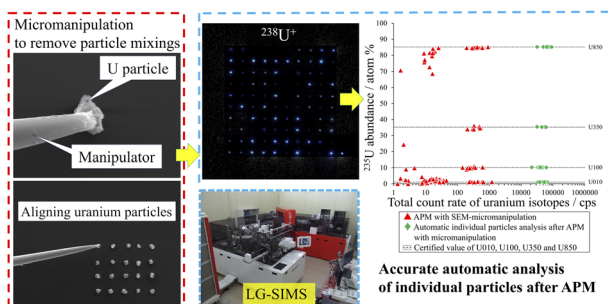 Micromanipulation
to remove particle mixings
U particle
Manipulator
Aligning uranium particles
²³⁸U⁺
LG-SIMS
²³⁵U abundance / atom %
100
90
80
70
60
50
40
30
20
10
0
1
10
100
1000
10000
100000
1000000
U850
U350
U100
U010
Total count rate of uranium isotopes / cps
APM with SEM-micromanipulation
Automatic individual particles analysis after APM
with micromanipulation
Certified value of U010, U100, U350 and U850
Accurate automatic analysis
of individual particles after APM